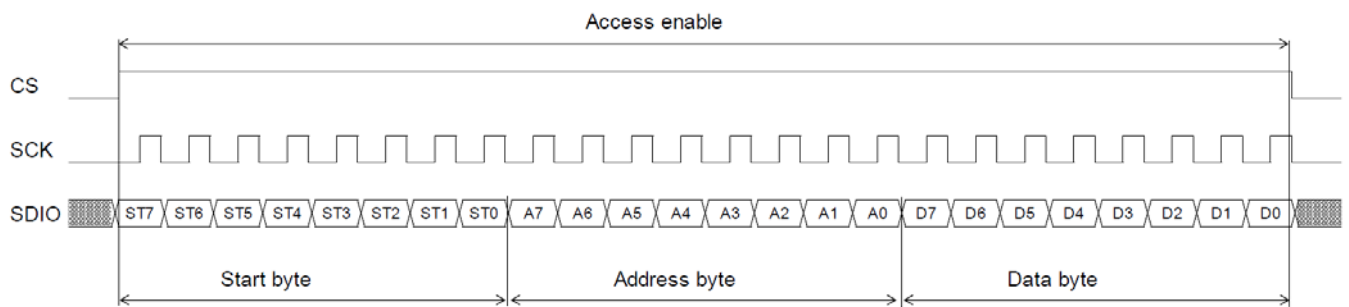 Access enable
CS
SCK
SDIO ST7 ST6 ST5 ST4 ST3 ST2 ST1 ST0 A7 A6 A5 A4 A3 A2 A1 A0 D7 D6 D5 D4 D3 D2 D1 D0
Start byte Address byte Data byte